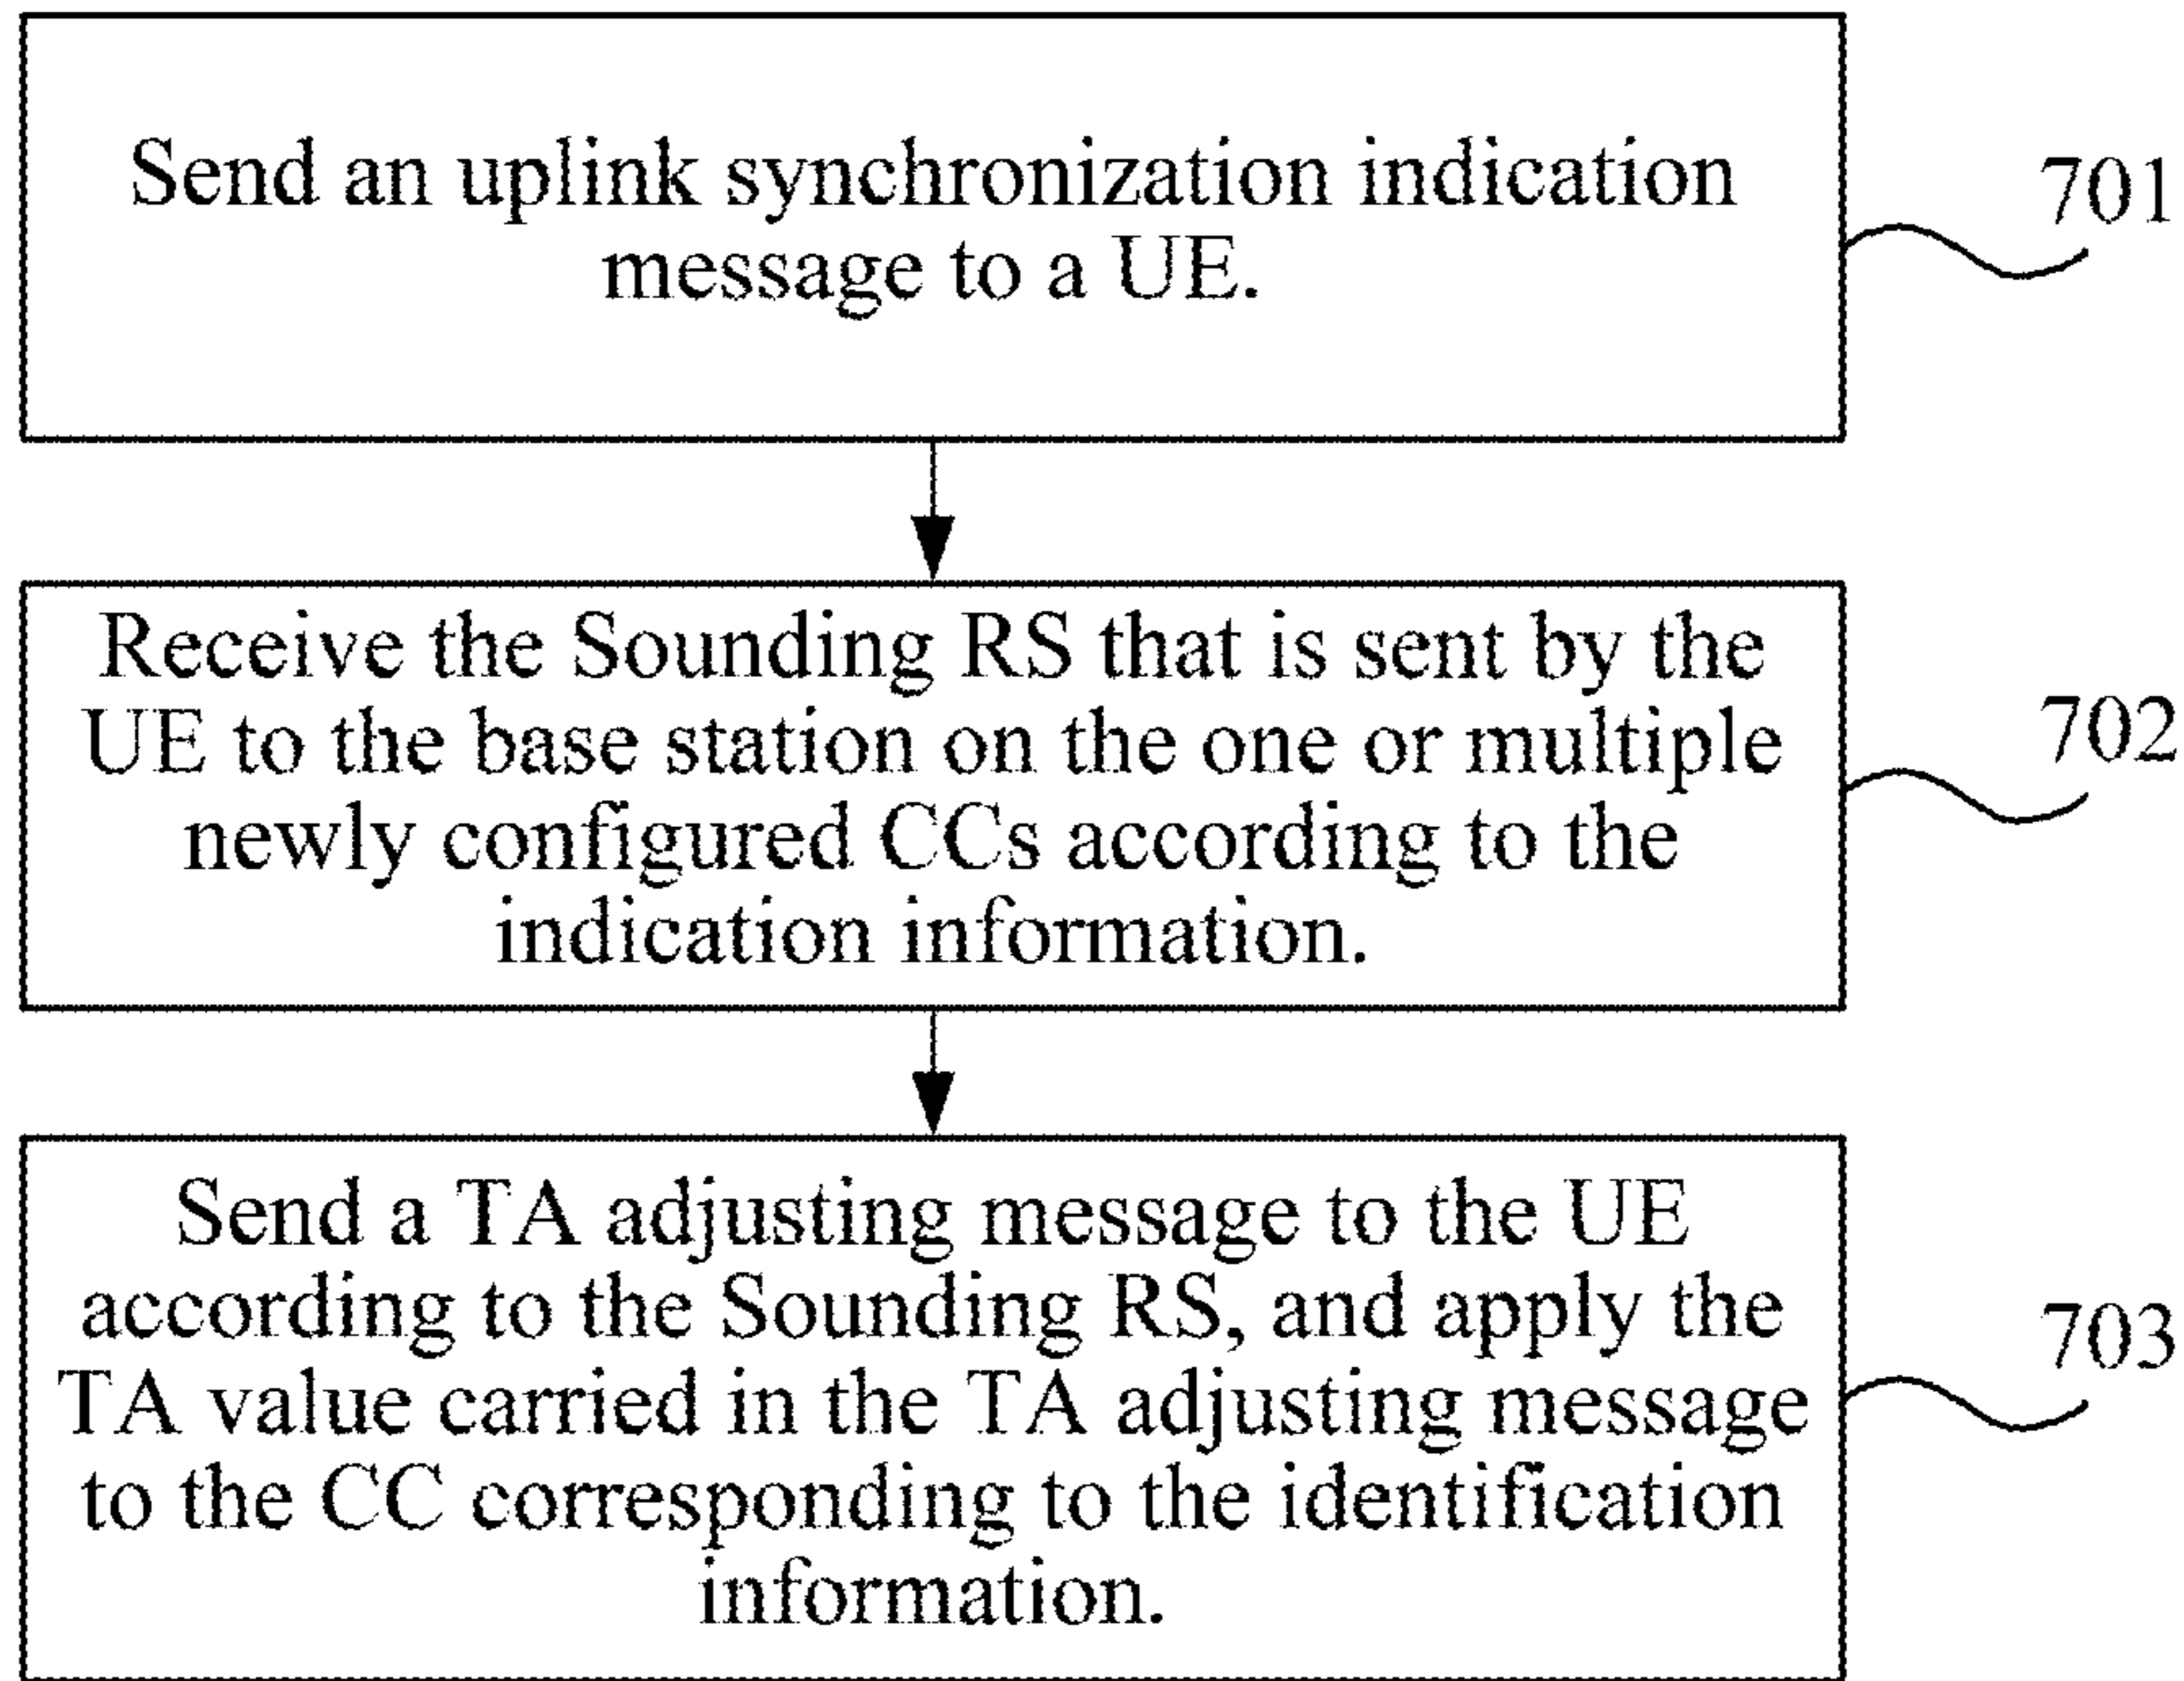 Send an uplink synchronization indication
message to a UE.
701
Receive the Sounding RS that is sent by the
UE to the base station on the one or multiple
newly configured CCs according to the
indication information.
702
Send a TA adjusting message to the UE
according to the Sounding RS, and apply the
TA value carried in the TA adjusting message
to the CC corresponding to the identification
information.
703